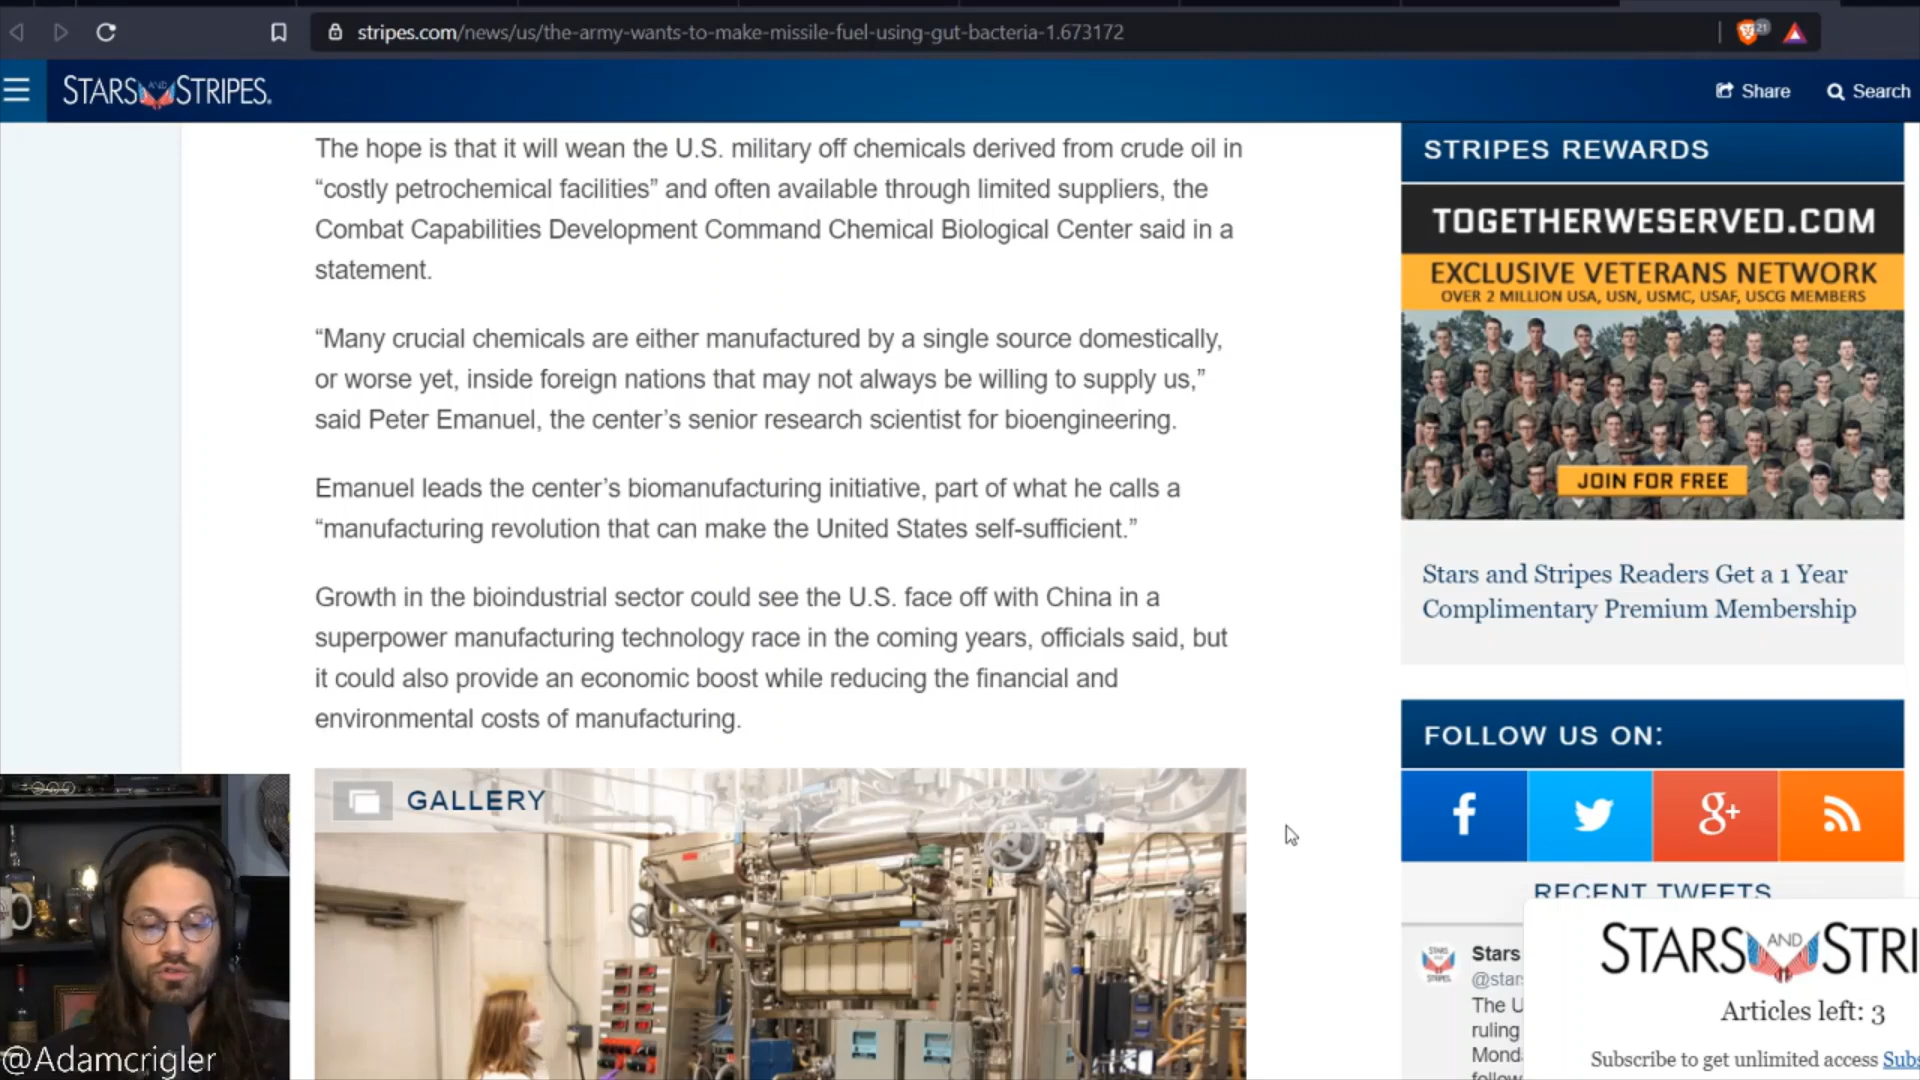 stripes.com/news/us/the-army-wants-to-make-missile-fuel-using-gut-bacteria-1.673172
21
STARS AND STRIPES.
Share
Search
The hope is that it will wean the U.S. military off chemicals derived from crude oil in
“costly petrochemical facilities” and often available through limited suppliers, the
Combat Capabilities Development Command Chemical Biological Center said in a
statement.
“Many crucial chemicals are either manufactured by a single source domestically,
or worse yet, inside foreign nations that may not always be willing to supply us,”
said Peter Emanuel, the center’s senior research scientist for bioengineering.
Emanuel leads the center’s biomanufacturing initiative, part of what he calls a
“manufacturing revolution that can make the United States self-sufficient.”
Growth in the bioindustrial sector could see the U.S. face off with China in a
superpower manufacturing technology race in the coming years, officials said, but
it could also provide an economic boost while reducing the financial and
environmental costs of manufacturing.
GALLERY
@Adamcrigler
STRIPES REWARDS
TOGETHERWESERVED.COM
EXCLUSIVE VETERANS NETWORK
OVER 2 MILLION USA, USN, USMC, USAF, USCG MEMBERS
JOIN FOR FREE
Stars and Stripes Readers Get a 1 Year
Complimentary Premium Membership
FOLLOW US ON:
f
g+
RECENT TWEETS
STARS
STRIPES
Stars
@stars
The U
ruling
Monda
follow
STARS AND STRI
Articles left: 3
Subscribe to get unlimited access Subs